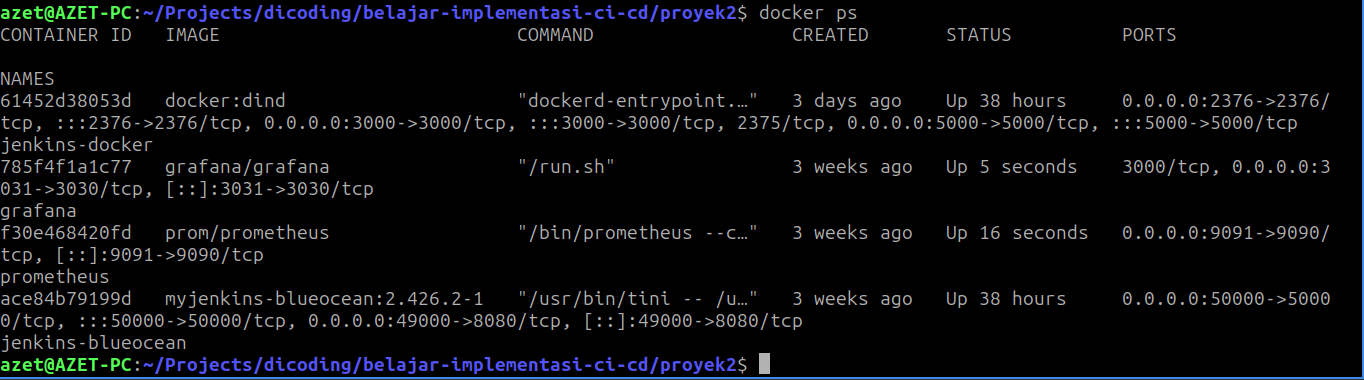 azet@AZET-PC:~/Projects/dicoding/belajar-implementasi-ci-cd/proyek2$ docker ps
CONTAINER ID   IMAGE                          COMMAND                  CREATED       STATUS          PORTS
NAMES
61452d38053d   docker:dind                    "dockerd-entrypoint.…"   3 days ago    Up 38 hours     0.0.0.0:2376->2376/
tcp, :::2376->2376/tcp, 0.0.0.0:3000->3000/tcp, :::3000->3000/tcp, 2375/tcp, 0.0.0.0:5000->5000/tcp, :::5000->5000/tcp
jenkins-docker
785f4f1a1c77   grafana/grafana                "/run.sh"                3 weeks ago   Up 5 seconds    3000/tcp, 0.0.0.0:3
031->3030/tcp, [::]:3031->3030/tcp
grafana
f30e468420fd   prom/prometheus                "/bin/prometheus --c…"   3 weeks ago   Up 16 seconds   0.0.0.0:9091->9090/
tcp, [::]:9091->9090/tcp
prometheus
ace84b79199d   myjenkins-blueocean:2.426.2-1   "/usr/bin/tini -- /u…"   3 weeks ago   Up 38 hours     0.0.0.0:50000->5000
0/tcp, :::50000->50000/tcp, 0.0.0.0:49000->8080/tcp, [::]:49000->8080/tcp
jenkins-blueocean
azet@AZET-PC:~/Projects/dicoding/belajar-implementasi-ci-cd/proyek2$